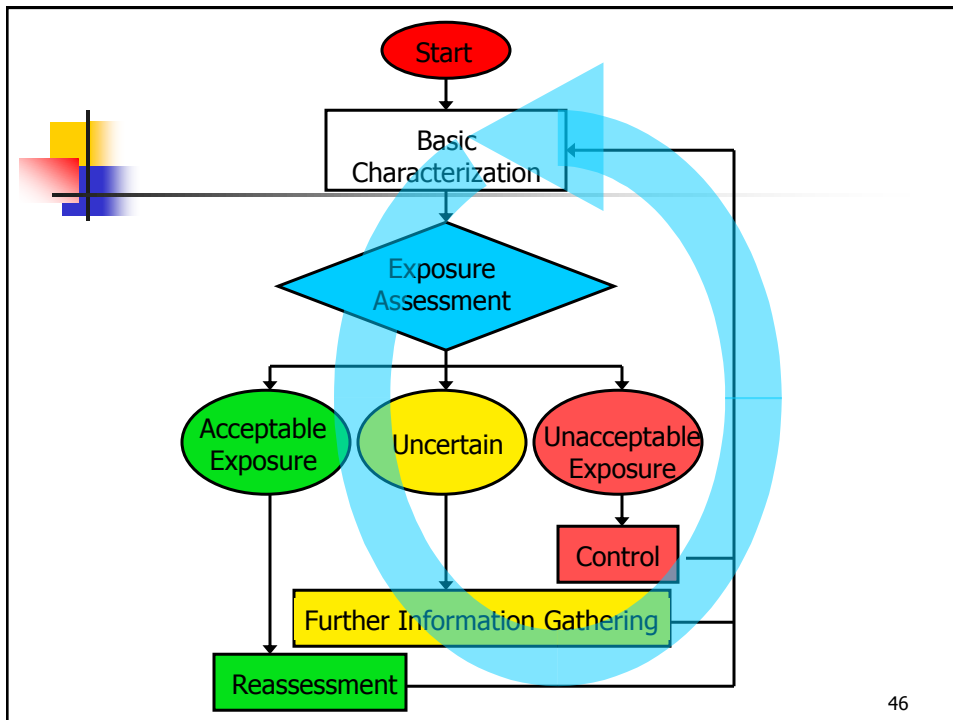 Start
Basic
Characterization
Exposure
Assessment
Acceptable
Exposure
Uncertain
Unacceptable
Exposure
Control
Further Information Gathering
Reassessment
46